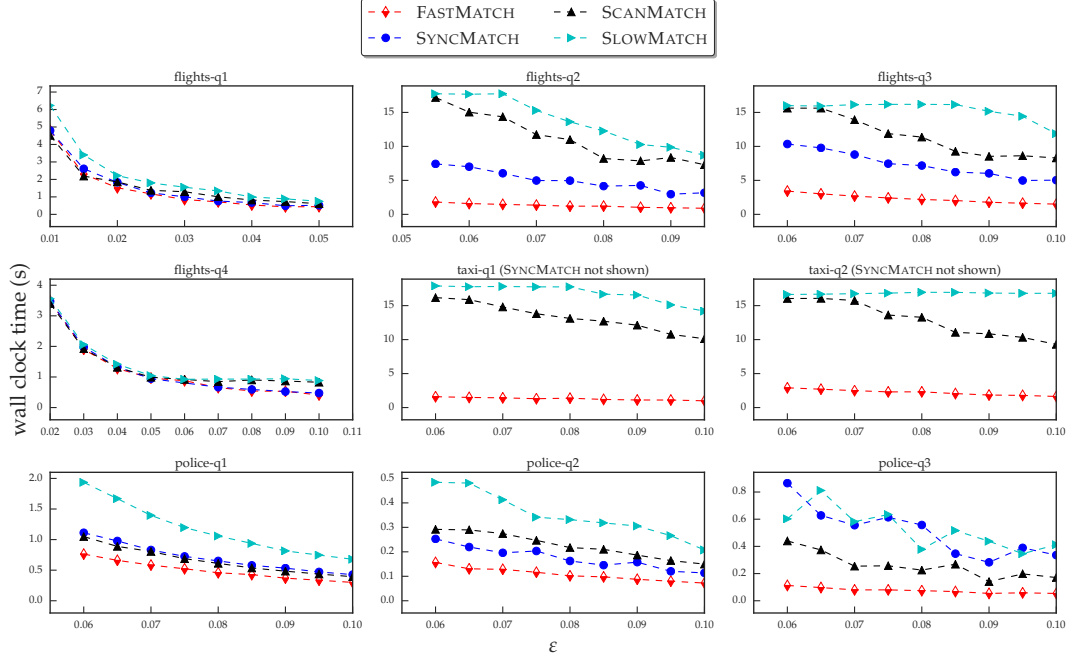 FASTMATCH SCANMATCH
SYNCMATCH SLOWMATCH
flights-q1 flights-q2 flights-q3
7
6
5
4
3
2
1
0
0.01 0.02 0.03 0.04 0.05
15
10
5
0
0.05 0.06 0.07 0.08 0.09
15
10
5
0
0.06 0.07 0.08 0.09 0.10
wall clock time (s)
flights-q4 taxi-q1 (SYNCMATCH not shown) taxi-q2 (SYNCMATCH not shown)
4
3
2
1
0
0.02 0.03 0.04 0.05 0.06 0.07 0.08 0.09 0.10 0.11
15
10
5
0
0.06 0.07 0.08 0.09 0.10
15
10
5
0
0.06 0.07 0.08 0.09 0.10
police-q1 police-q2 police-q3
2.0
1.5
1.0
0.5
0.0
0.06 0.07 0.08 0.09 0.10
0.5
0.4
0.3
0.2
0.1
0.0
0.06 0.07 0.08 0.09 0.10
0.8
0.6
0.4
0.2
0.0
0.06 0.07 0.08 0.09 0.10
ε